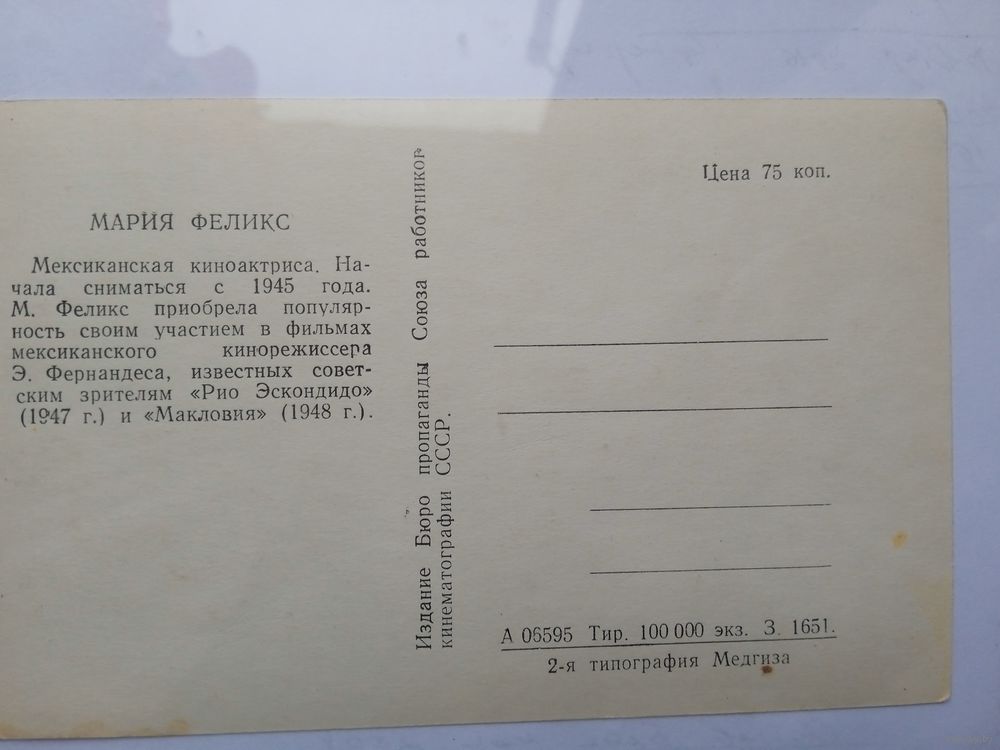 МАРИЯ ФЕЛИКС
Мексиканская киноактриса. На-
чала сниматься с 1945 года.
М. Феликс приобрела популяр-
ность своим участием в фильмах
мексиканского кинорежиссера
Э. Фернандеса, известных совет-
ским зрителям «Рио Эскондидо»
(1947 г.) и «Макловия» (1948 г.).
Издание Бюро пропаганды Союза работников
кинематографии СССР.
Цена 75 коп.
А 06595 Тир. 100 000 экз. З. 1651.
2-я типография Медгиза